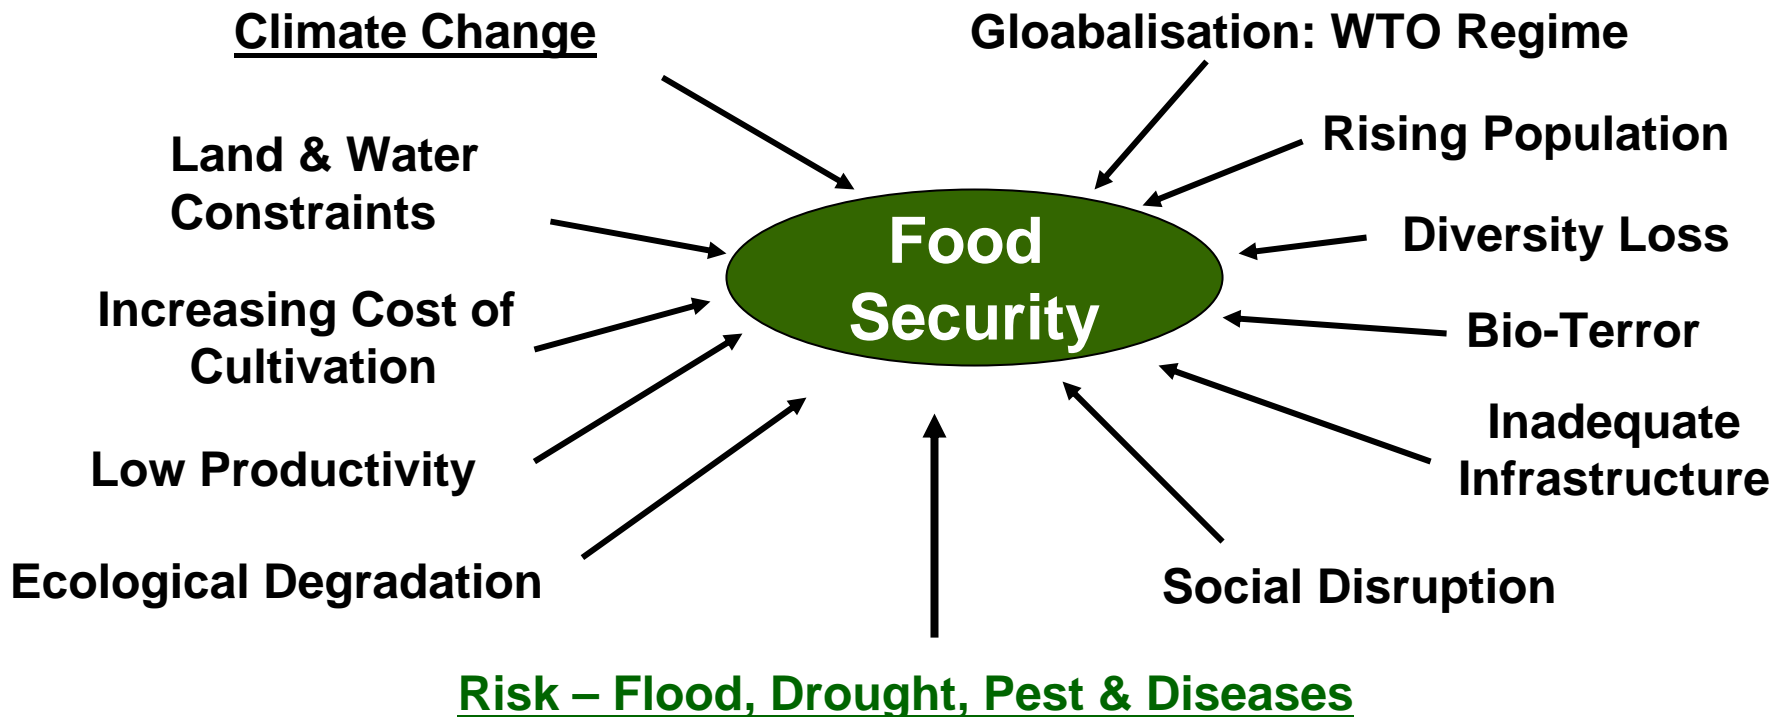 Climate Change
Gloabalisation: WTO Regime
Rising Population
Land & Water
Constraints
Diversity Loss
Food
Security
Increasing Cost of
Cultivation
Bio-Terror
Inadequate
Infrastructure
Low Productivity
Ecological Degradation
Social Disruption
Risk – Flood, Drought, Pest & Diseases